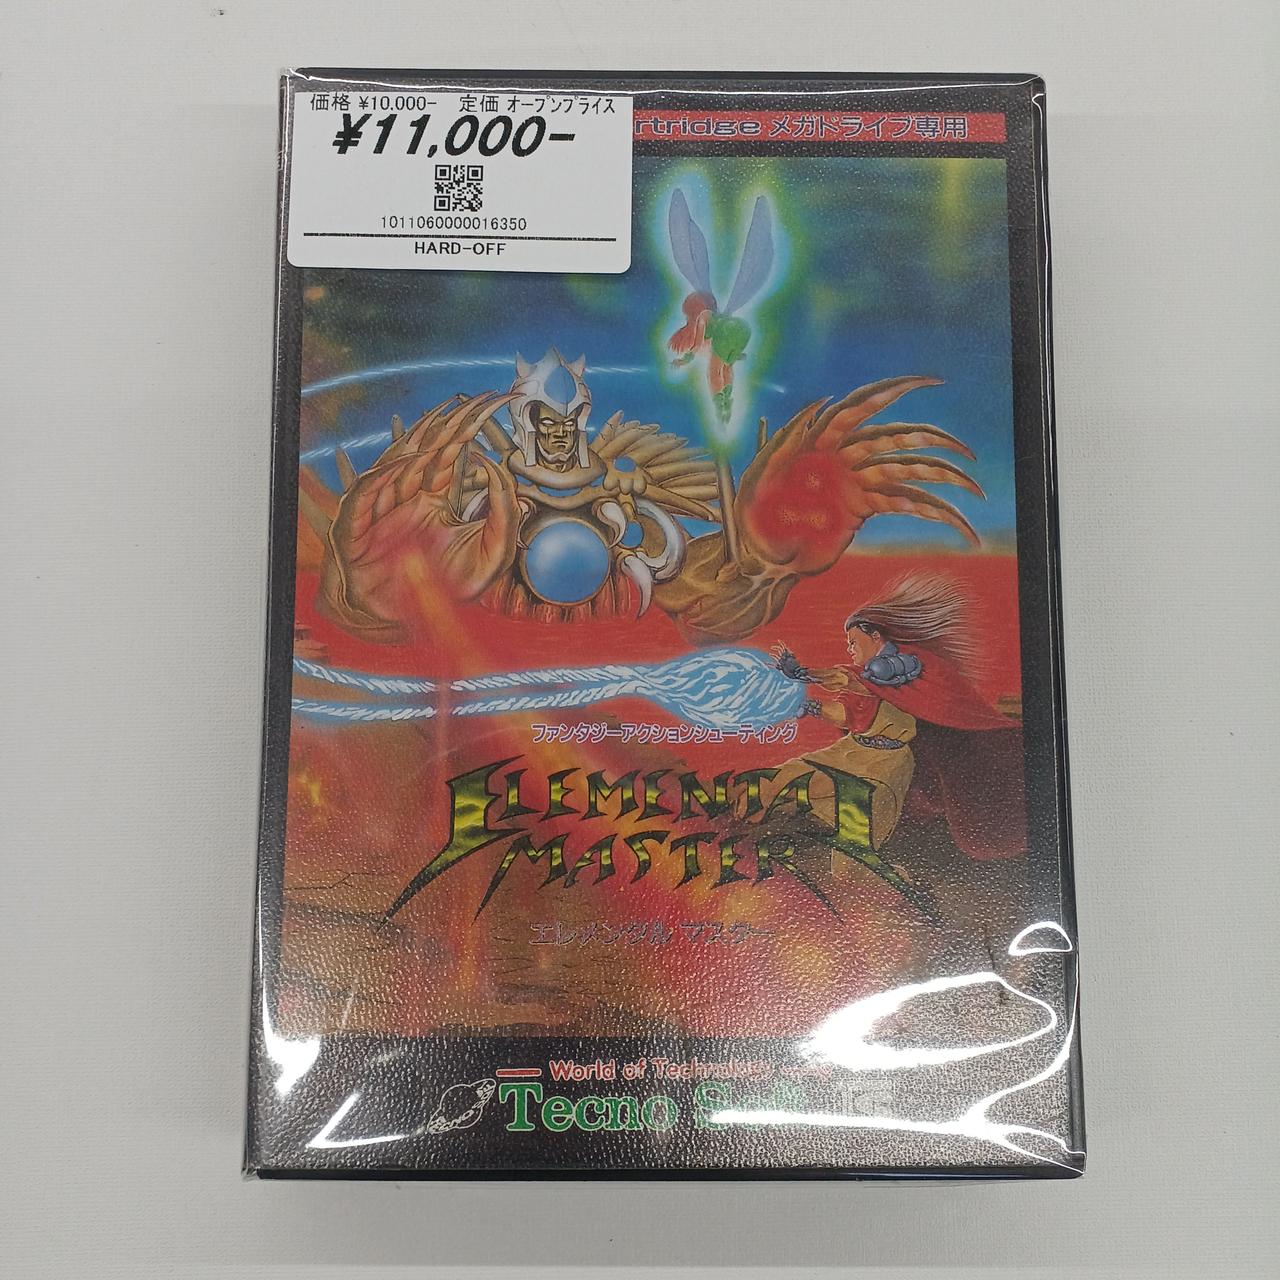 価格 ¥10,000- 定価 オープンプライス
¥11,000-
1011060000016350
HARD-OFF
rtridge メガドライブ専用
ファンタジーアクションシューティング
ELEMENTAL
MASTER
エレメンタル マスター
World of Technology
Tecno Soft